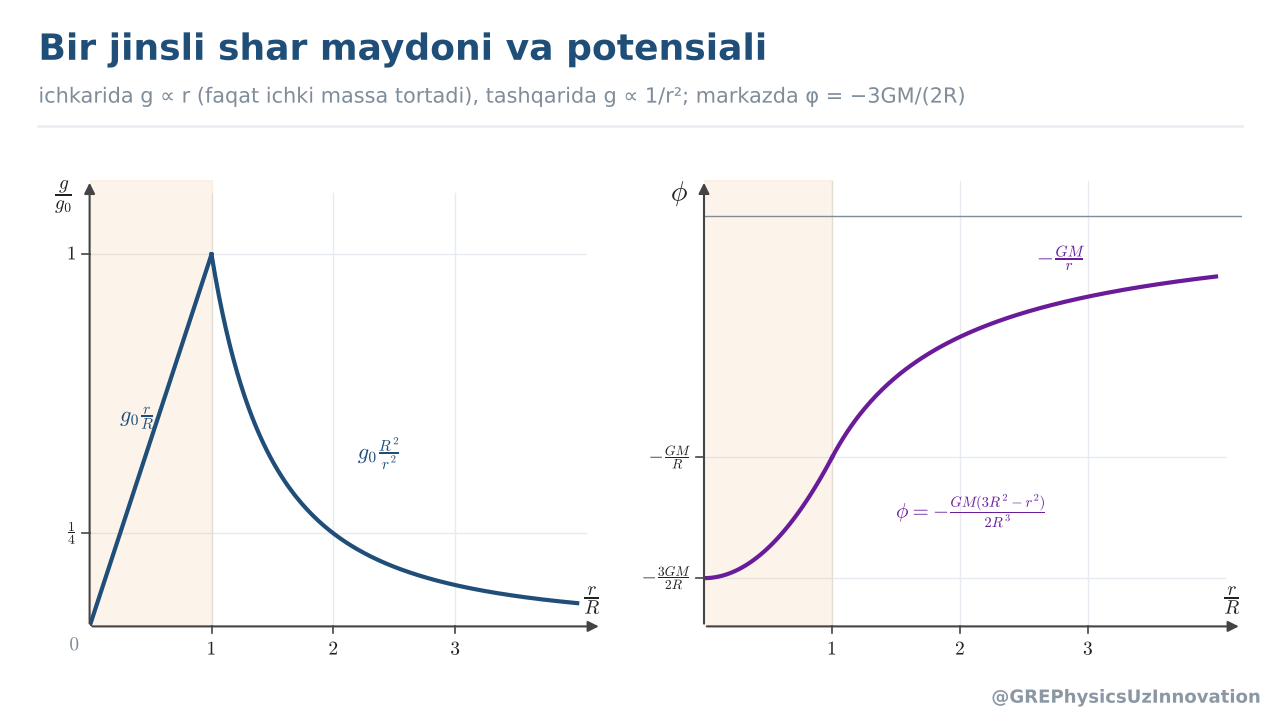 Bir jinsli shar maydoni va potensiali
ichkarida g ∝ r (faqat ichki massa tortadi), tashqarida g ∝ 1/r²; markazda φ = −3GM/(2R)
g/g₀
1
1/4
0
1
2
3
r/R
g₀ r/R
g₀ R²/r²
ϕ
−GM/R
−3GM/2R
1
2
3
r/R
−GM/r
ϕ = −GM(3R² − r²)/2R³
@GREPhysicsUzInnovation